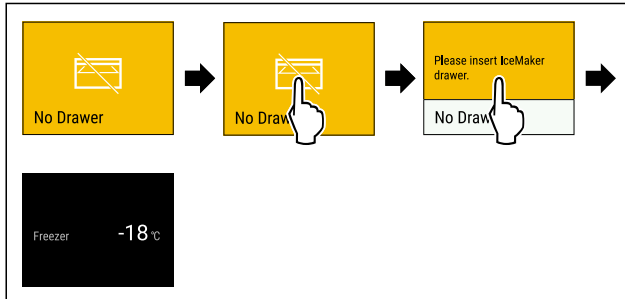 No Drawer
No Draw
Please insert IceMaker
drawer.
No Draw
Freezer -18 °C